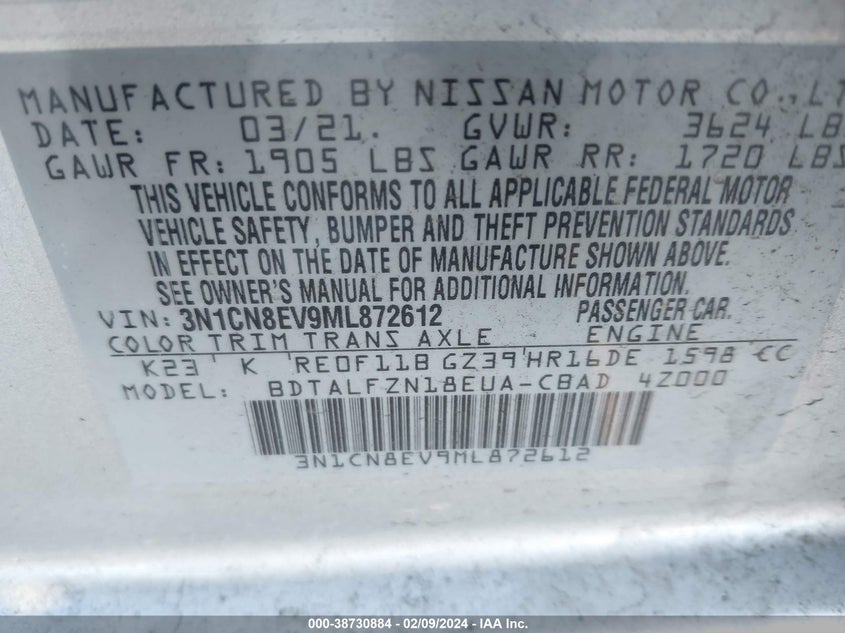 MANUFACTURED BY NISSAN MOTOR CO., LT
DATE: 03/21. GVWR: 3624 LB
GAWR FR: 1905 LBS GAWR RR: 1720 LBS
THIS VEHICLE CONFORMS TO ALL APPLICABLE FEDERAL MOTOR
VEHICLE SAFETY, BUMPER AND THEFT PREVENTION STANDARDS
IN EFFECT ON THE DATE OF MANUFACTURE SHOWN ABOVE.
SEE OWNER'S MANUAL FOR ADDITIONAL INFORMATION.
VIN: 3N1CN8EV9ML872612 PASSENGER CAR.
COLOR TRIM TRANS AXLE ENGINE
K23 K RE0F11B GZ39 HR16DE 1598 CC
MODEL: BDTALFZN18EUA-CBAD 4Z000
3N1CN8EV9ML872612
000-38730884 - 02/09/2024 - IAA Inc.